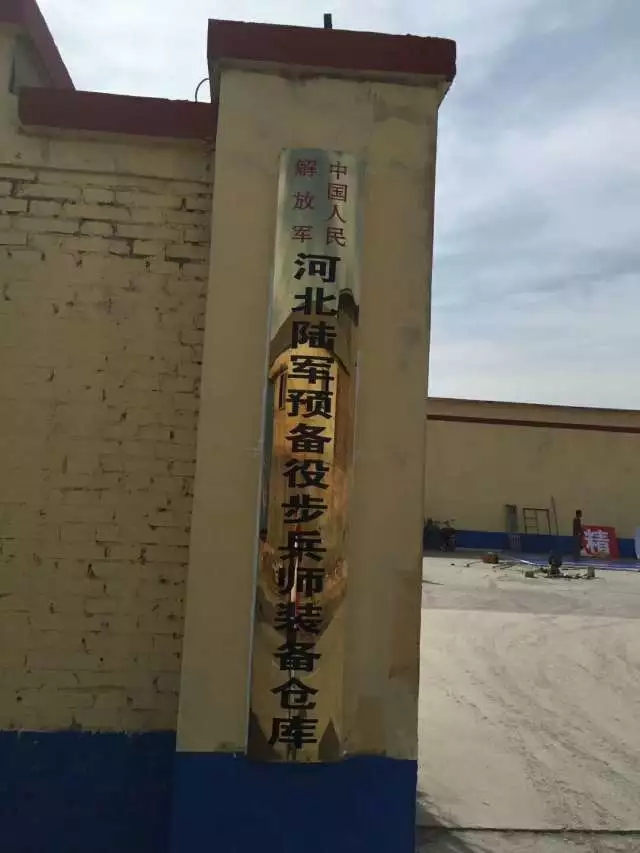 中国人民
解放军
河北陆军预备役步兵师装备仓库
精